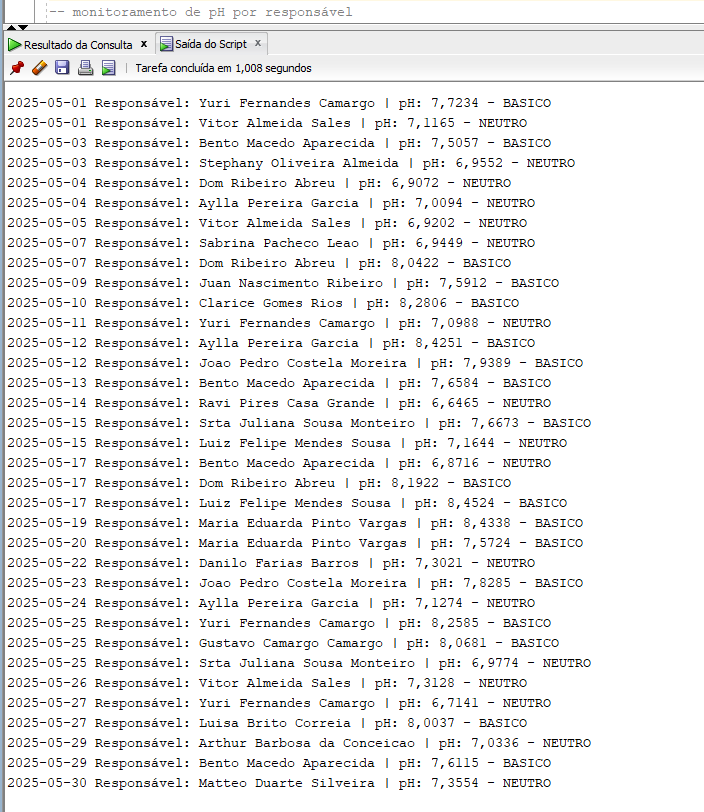 -- monitoramento de pH por responsável
Resultado da Consulta x Saída do Script x
Tarefa concluída em 1,008 segundos
2025-05-01 Responsável: Yuri Fernandes Camargo | pH: 7,7234 - BASICO
2025-05-01 Responsável: Vitor Almeida Sales | pH: 7,1165 - NEUTRO
2025-05-03 Responsável: Bento Macedo Aparecida | pH: 7,5057 - BASICO
2025-05-03 Responsável: Stephany Oliveira Almeida | pH: 6,9552 - NEUTRO
2025-05-04 Responsável: Dom Ribeiro Abreu | pH: 6,9072 - NEUTRO
2025-05-04 Responsável: Aylla Pereira Garcia | pH: 7,0094 - NEUTRO
2025-05-05 Responsável: Vitor Almeida Sales | pH: 6,9202 - NEUTRO
2025-05-07 Responsável: Sabrina Pacheco Leao | pH: 6,9449 - NEUTRO
2025-05-07 Responsável: Dom Ribeiro Abreu | pH: 8,0422 - BASICO
2025-05-09 Responsável: Juan Nascimento Ribeiro | pH: 7,5912 - BASICO
2025-05-10 Responsável: Clarice Gomes Rios | pH: 8,2806 - BASICO
2025-05-11 Responsável: Yuri Fernandes Camargo | pH: 7,0988 - NEUTRO
2025-05-12 Responsável: Aylla Pereira Garcia | pH: 8,4251 - BASICO
2025-05-12 Responsável: Joao Pedro Costela Moreira | pH: 7,9389 - BASICO
2025-05-13 Responsável: Bento Macedo Aparecida | pH: 7,6584 - BASICO
2025-05-14 Responsável: Ravi Pires Casa Grande | pH: 6,6465 - NEUTRO
2025-05-15 Responsável: Srta Juliana Sousa Monteiro | pH: 7,6673 - BASICO
2025-05-15 Responsável: Luiz Felipe Mendes Sousa | pH: 7,1644 - NEUTRO
2025-05-17 Responsável: Bento Macedo Aparecida | pH: 6,8716 - NEUTRO
2025-05-17 Responsável: Dom Ribeiro Abreu | pH: 8,1922 - BASICO
2025-05-17 Responsável: Luiz Felipe Mendes Sousa | pH: 8,4524 - BASICO
2025-05-19 Responsável: Maria Eduarda Pinto Vargas | pH: 8,4338 - BASICO
2025-05-20 Responsável: Maria Eduarda Pinto Vargas | pH: 7,5724 - BASICO
2025-05-22 Responsável: Danilo Farias Barros | pH: 7,3021 - NEUTRO
2025-05-23 Responsável: Joao Pedro Costela Moreira | pH: 7,8285 - BASICO
2025-05-24 Responsável: Aylla Pereira Garcia | pH: 7,1274 - NEUTRO
2025-05-25 Responsável: Yuri Fernandes Camargo | pH: 8,2585 - BASICO
2025-05-25 Responsável: Gustavo Camargo Camargo | pH: 8,0681 - BASICO
2025-05-25 Responsável: Srta Juliana Sousa Monteiro | pH: 6,9774 - NEUTRO
2025-05-26 Responsável: Vitor Almeida Sales | pH: 7,3128 - NEUTRO
2025-05-27 Responsável: Yuri Fernandes Camargo | pH: 6,7141 - NEUTRO
2025-05-27 Responsável: Luisa Brito Correia | pH: 8,0037 - BASICO
2025-05-29 Responsável: Arthur Barbosa da Conceicao | pH: 7,0336 - NEUTRO
2025-05-29 Responsável: Bento Macedo Aparecida | pH: 7,6115 - BASICO
2025-05-30 Responsável: Matteo Duarte Silveira | pH: 7,3554 - NEUTRO